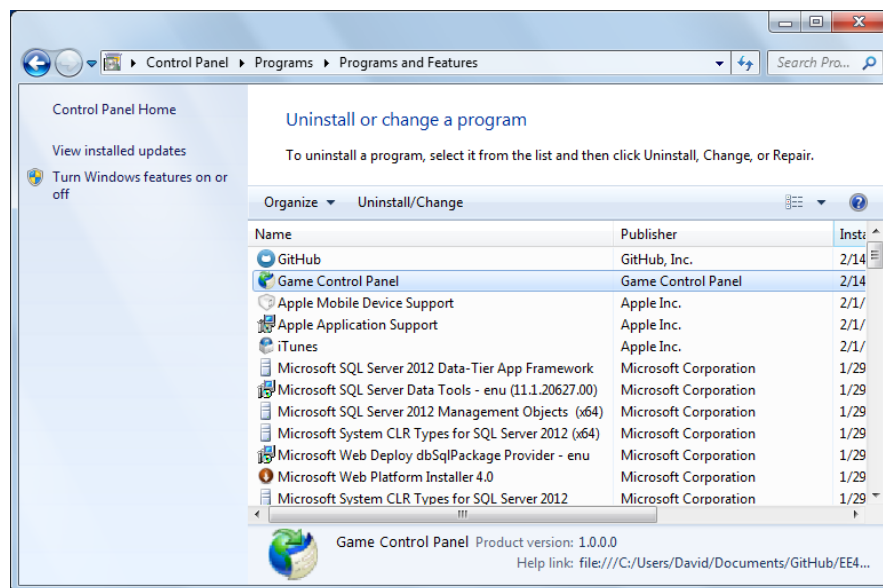 Control Panel Programs Programs and Features Search Pro...
Control Panel Home
View installed updates
Turn Windows features on or
off
Uninstall or change a program
To uninstall a program, select it from the list and then click Uninstall, Change, or Repair.
Organize Uninstall/Change
Name Publisher Insta
GitHub GitHub, Inc. 2/14
Game Control Panel Game Control Panel 2/14
Apple Mobile Device Support Apple Inc. 2/1/
Apple Application Support Apple Inc. 2/1/
iTunes Apple Inc. 2/1/
Microsoft SQL Server 2012 Data-Tier App Framework Microsoft Corporation 1/29
Microsoft SQL Server Data Tools - enu (11.1.20627.00) Microsoft Corporation 1/29
Microsoft SQL Server 2012 Management Objects (x64) Microsoft Corporation 1/29
Microsoft System CLR Types for SQL Server 2012 (x64) Microsoft Corporation 1/29
Microsoft Web Deploy dbSqlPackage Provider - enu Microsoft Corporation 1/29
Microsoft Web Platform Installer 4.0 Microsoft Corporation 1/29
Microsoft System CLR Types for SQL Server 2012 Microsoft Corporation 1/29
Game Control Panel Product version: 1.0.0.0
Help link: file:///C:/Users/David/Documents/GitHub/EE4...